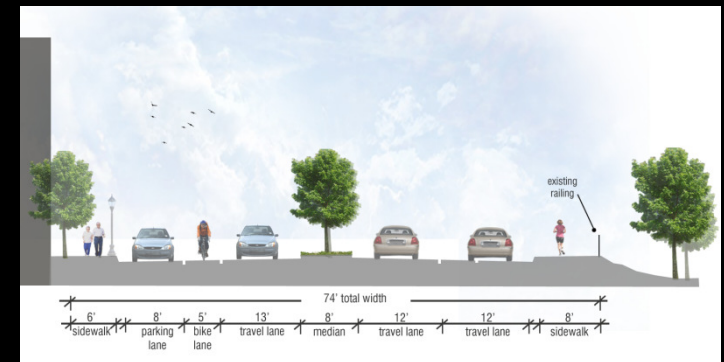 existing
railing
74' total width
6' 8' 5' 13' 8' 12' 12' 8'
sidewalk parking bike travel lane median travel lane travel lane sidewalk
lane lane